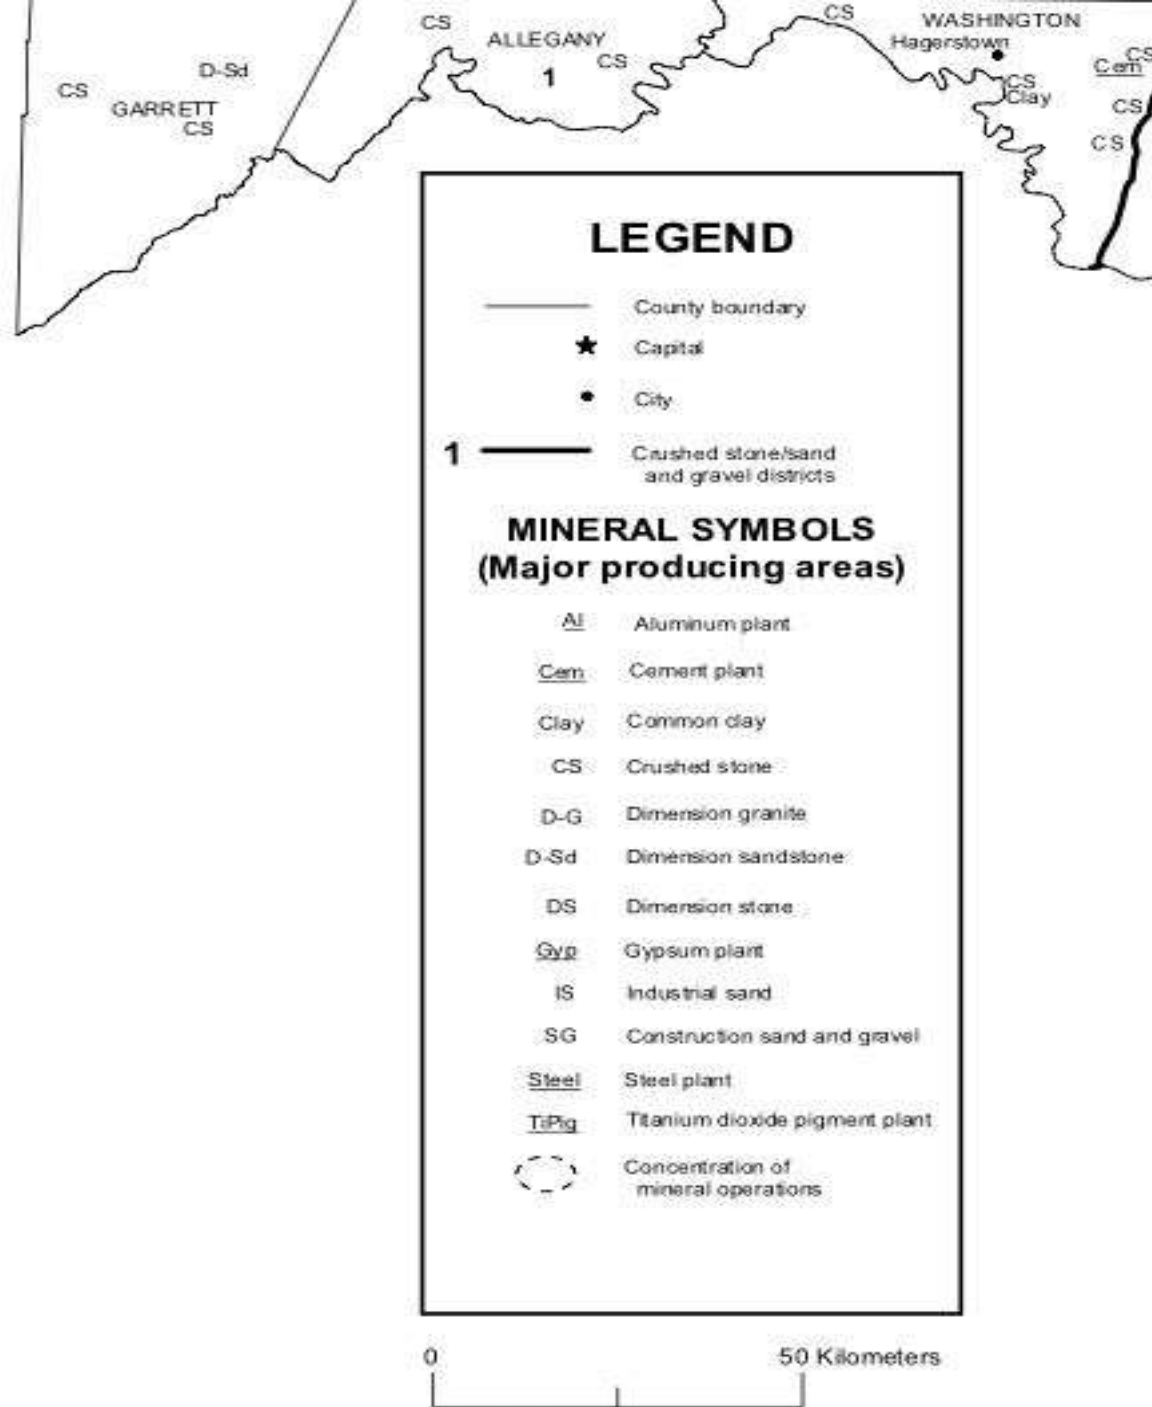 CS
CS
WASHINGTON
ALLEGANY
Hagerstown
CS
CS
Cem
D-Sd
1
CS
CS
Clay
GARRETT
CS
CS
CS
LEGEND
County boundary
Capital
City
1 Crushed stone/sand
and gravel districts
MINERAL SYMBOLS
(Major producing areas)
Al Aluminum plant
Cem Cement plant
Clay Common clay
CS Crushed stone
D-G Dimension granite
D-Sd Dimension sandstone
DS Dimension stone
Gyp Gypsum plant
IS Industrial sand
SG Construction sand and gravel
Steel Steel plant
TiPig Titanium dioxide pigment plant
Concentration of
mineral operations
0 50 Kilometers